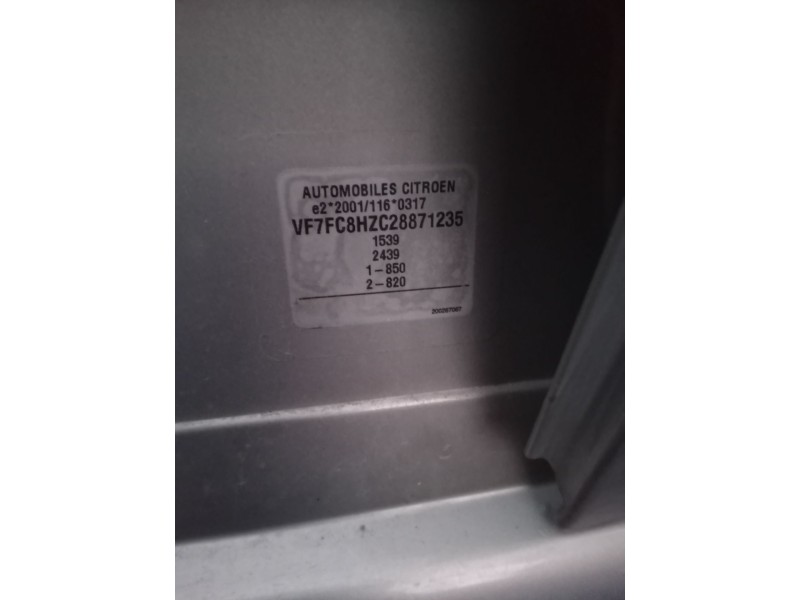 AUTOMOBILES CITROEN
e2*2001/116*0317
VF7FC8HZC28871235
1539
2439
1-850
2-820